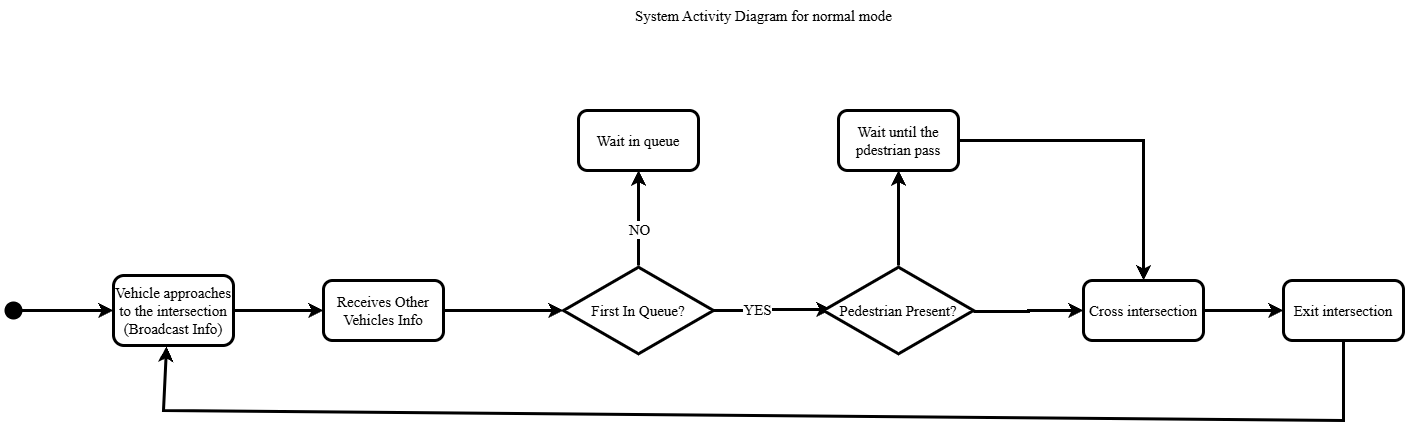 System Activity Diagram for normal mode
Wait in queue
Wait until the
pdestrian pass
NO
Vehicle approaches
to the intersection
(Broadcast Info)
Receives Other
Vehicles Info
First In Queue?
YES
Pedestrian Present?
Cross intersection
Exit intersection